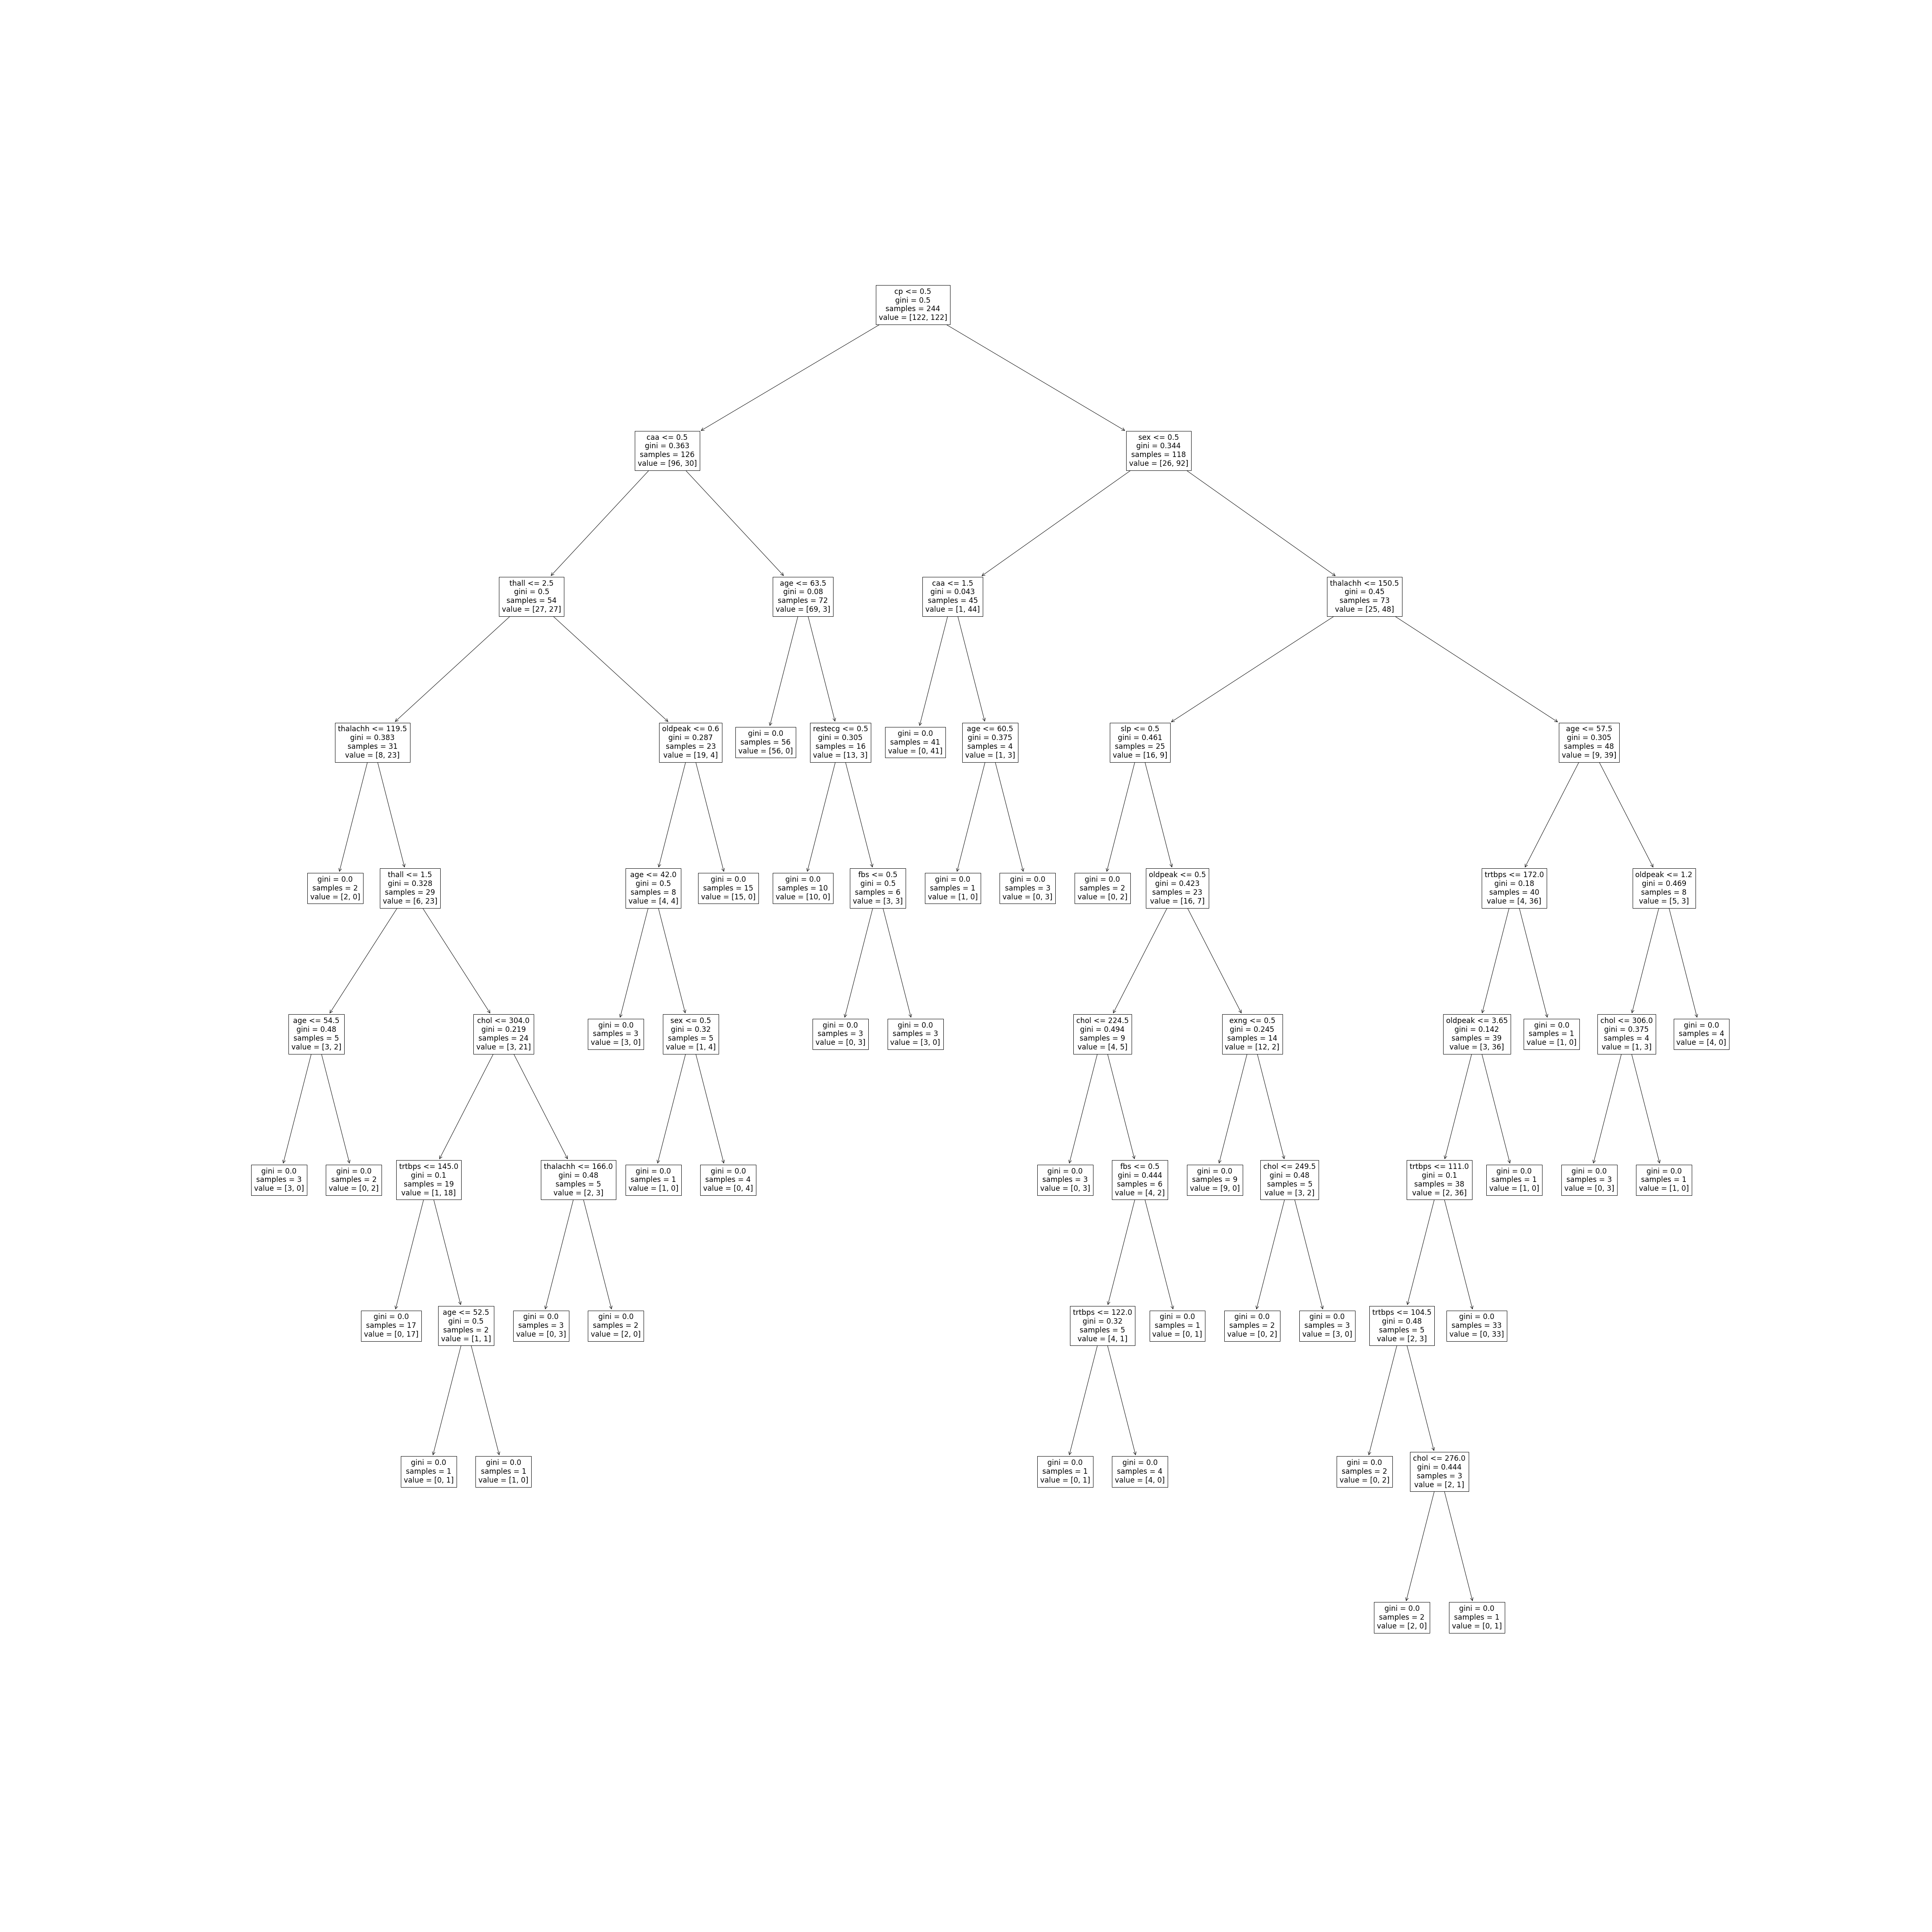 cp <= 0.5
gini = 0.5
samples = 244
value = [122, 122]
caa <= 0.5
gini = 0.363
samples = 126
value = [96, 30]
sex <= 0.5
gini = 0.344
samples = 118
value = [26, 92]
thall <= 2.5
gini = 0.5
samples = 54
value = [27, 27]
age <= 63.5
gini = 0.08
samples = 72
value = [69, 3]
caa <= 1.5
gini = 0.043
samples = 45
value = [1, 44]
thalachh <= 150.5
gini = 0.45
samples = 73
value = [25, 48]
thalachh <= 119.5
gini = 0.383
samples = 31
value = [8, 23]
oldpeak <= 0.6
gini = 0.287
samples = 23
value = [19, 4]
gini = 0.0
samples = 56
value = [56, 0]
restecg <= 0.5
gini = 0.305
samples = 16
value = [13, 3]
gini = 0.0
samples = 41
value = [0, 41]
age <= 60.5
gini = 0.375
samples = 4
value = [1, 3]
slp <= 0.5
gini = 0.461
samples = 25
value = [16, 9]
age <= 57.5
gini = 0.305
samples = 48
value = [9, 39]
gini = 0.0
samples = 2
value = [2, 0]
thall <= 1.5
gini = 0.328
samples = 29
value = [6, 23]
age <= 42.0
gini = 0.5
samples = 8
value = [4, 4]
gini = 0.0
samples = 15
value = [15, 0]
gini = 0.0
samples = 10
value = [10, 0]
fbs <= 0.5
gini = 0.5
samples = 6
value = [3, 3]
gini = 0.0
samples = 1
value = [1, 0]
gini = 0.0
samples = 3
value = [0, 3]
gini = 0.0
samples = 2
value = [0, 2]
oldpeak <= 0.5
gini = 0.423
samples = 23
value = [16, 7]
trtbps <= 172.0
gini = 0.18
samples = 40
value = [4, 36]
oldpeak <= 1.2
gini = 0.469
samples = 8
value = [5, 3]
age <= 54.5
gini = 0.48
samples = 5
value = [3, 2]
chol <= 304.0
gini = 0.219
samples = 24
value = [3, 21]
gini = 0.0
samples = 3
value = [3, 0]
sex <= 0.5
gini = 0.32
samples = 5
value = [1, 4]
gini = 0.0
samples = 3
value = [0, 3]
gini = 0.0
samples = 3
value = [3, 0]
chol <= 224.5
gini = 0.494
samples = 9
value = [4, 5]
exng <= 0.5
gini = 0.245
samples = 14
value = [12, 2]
oldpeak <= 3.65
gini = 0.142
samples = 39
value = [3, 36]
gini = 0.0
samples = 1
value = [1, 0]
chol <= 306.0
gini = 0.375
samples = 4
value = [1, 3]
gini = 0.0
samples = 4
value = [4, 0]
gini = 0.0
samples = 3
value = [3, 0]
gini = 0.0
samples = 2
value = [0, 2]
trtbps <= 145.0
gini = 0.1
samples = 19
value = [1, 18]
thalachh <= 166.0
gini = 0.48
samples = 5
value = [2, 3]
gini = 0.0
samples = 1
value = [1, 0]
gini = 0.0
samples = 4
value = [0, 4]
gini = 0.0
samples = 3
value = [0, 3]
fbs <= 0.5
gini = 0.444
samples = 6
value = [4, 2]
gini = 0.0
samples = 9
value = [9, 0]
chol <= 249.5
gini = 0.48
samples = 5
value = [3, 2]
trtbps <= 111.0
gini = 0.1
samples = 38
value = [2, 36]
gini = 0.0
samples = 1
value = [1, 0]
gini = 0.0
samples = 3
value = [0, 3]
gini = 0.0
samples = 1
value = [1, 0]
gini = 0.0
samples = 17
value = [0, 17]
age <= 52.5
gini = 0.5
samples = 2
value = [1, 1]
gini = 0.0
samples = 3
value = [0, 3]
gini = 0.0
samples = 2
value = [2, 0]
trtbps <= 122.0
gini = 0.32
samples = 5
value = [4, 1]
gini = 0.0
samples = 1
value = [0, 1]
gini = 0.0
samples = 2
value = [0, 2]
gini = 0.0
samples = 3
value = [3, 0]
trtbps <= 104.5
gini = 0.48
samples = 5
value = [2, 3]
gini = 0.0
samples = 33
value = [0, 33]
gini = 0.0
samples = 1
value = [0, 1]
gini = 0.0
samples = 1
value = [1, 0]
gini = 0.0
samples = 1
value = [0, 1]
gini = 0.0
samples = 4
value = [4, 0]
gini = 0.0
samples = 2
value = [0, 2]
chol <= 276.0
gini = 0.444
samples = 3
value = [2, 1]
gini = 0.0
samples = 2
value = [2, 0]
gini = 0.0
samples = 1
value = [0, 1]